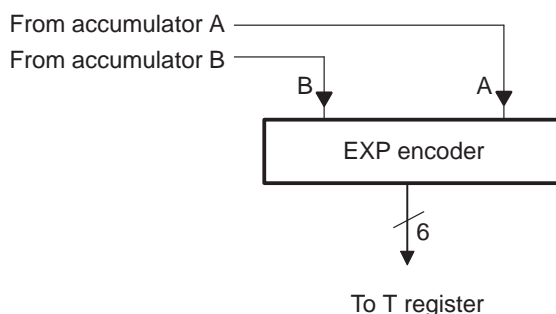 From accumulator A
From accumulator B
B
A
EXP encoder
6
To T register